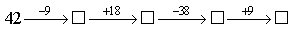 42 —−9→ □ —+18→ □ —−38→ □ —+9→ □